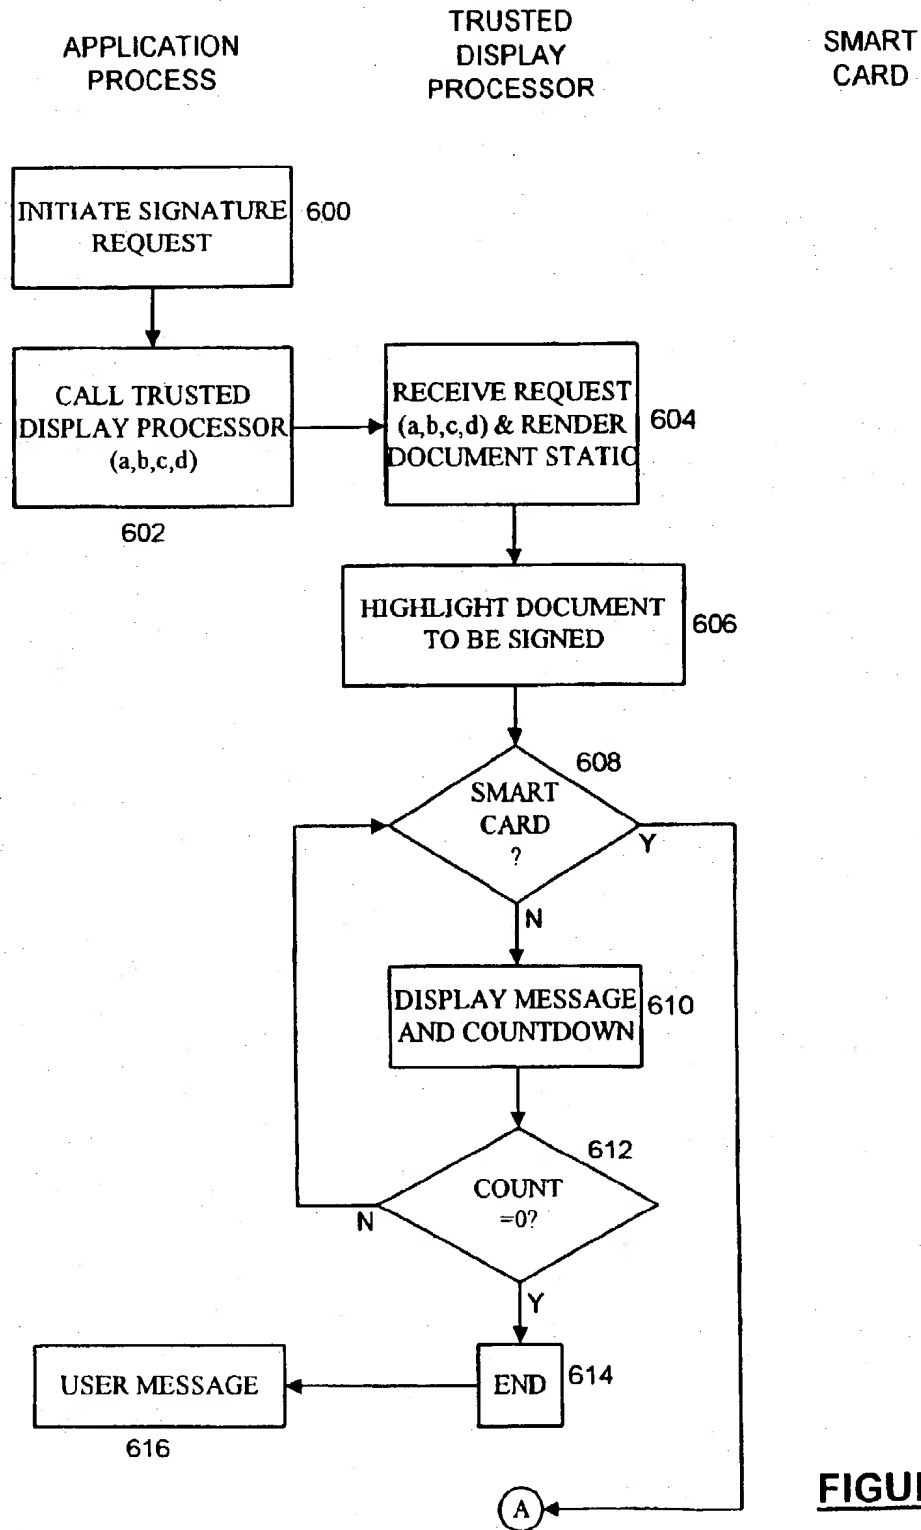 APPLICATION
PROCESS
TRUSTED
DISPLAY
PROCESSOR
SMART
CARD
INITIATE SIGNATURE
REQUEST
600
CALL TRUSTED
DISPLAY PROCESSOR
(a,b,c,d)
602
RECEIVE REQUEST
(a,b,c,d) & RENDER
DOCUMENT STATIC
604
HIGHLIGHT DOCUMENT
TO BE SIGNED
606
608
SMART
CARD
?
Y
N
DISPLAY MESSAGE
AND COUNTDOWN
610
612
COUNT
=0?
N
Y
USER MESSAGE
616
END
614
A